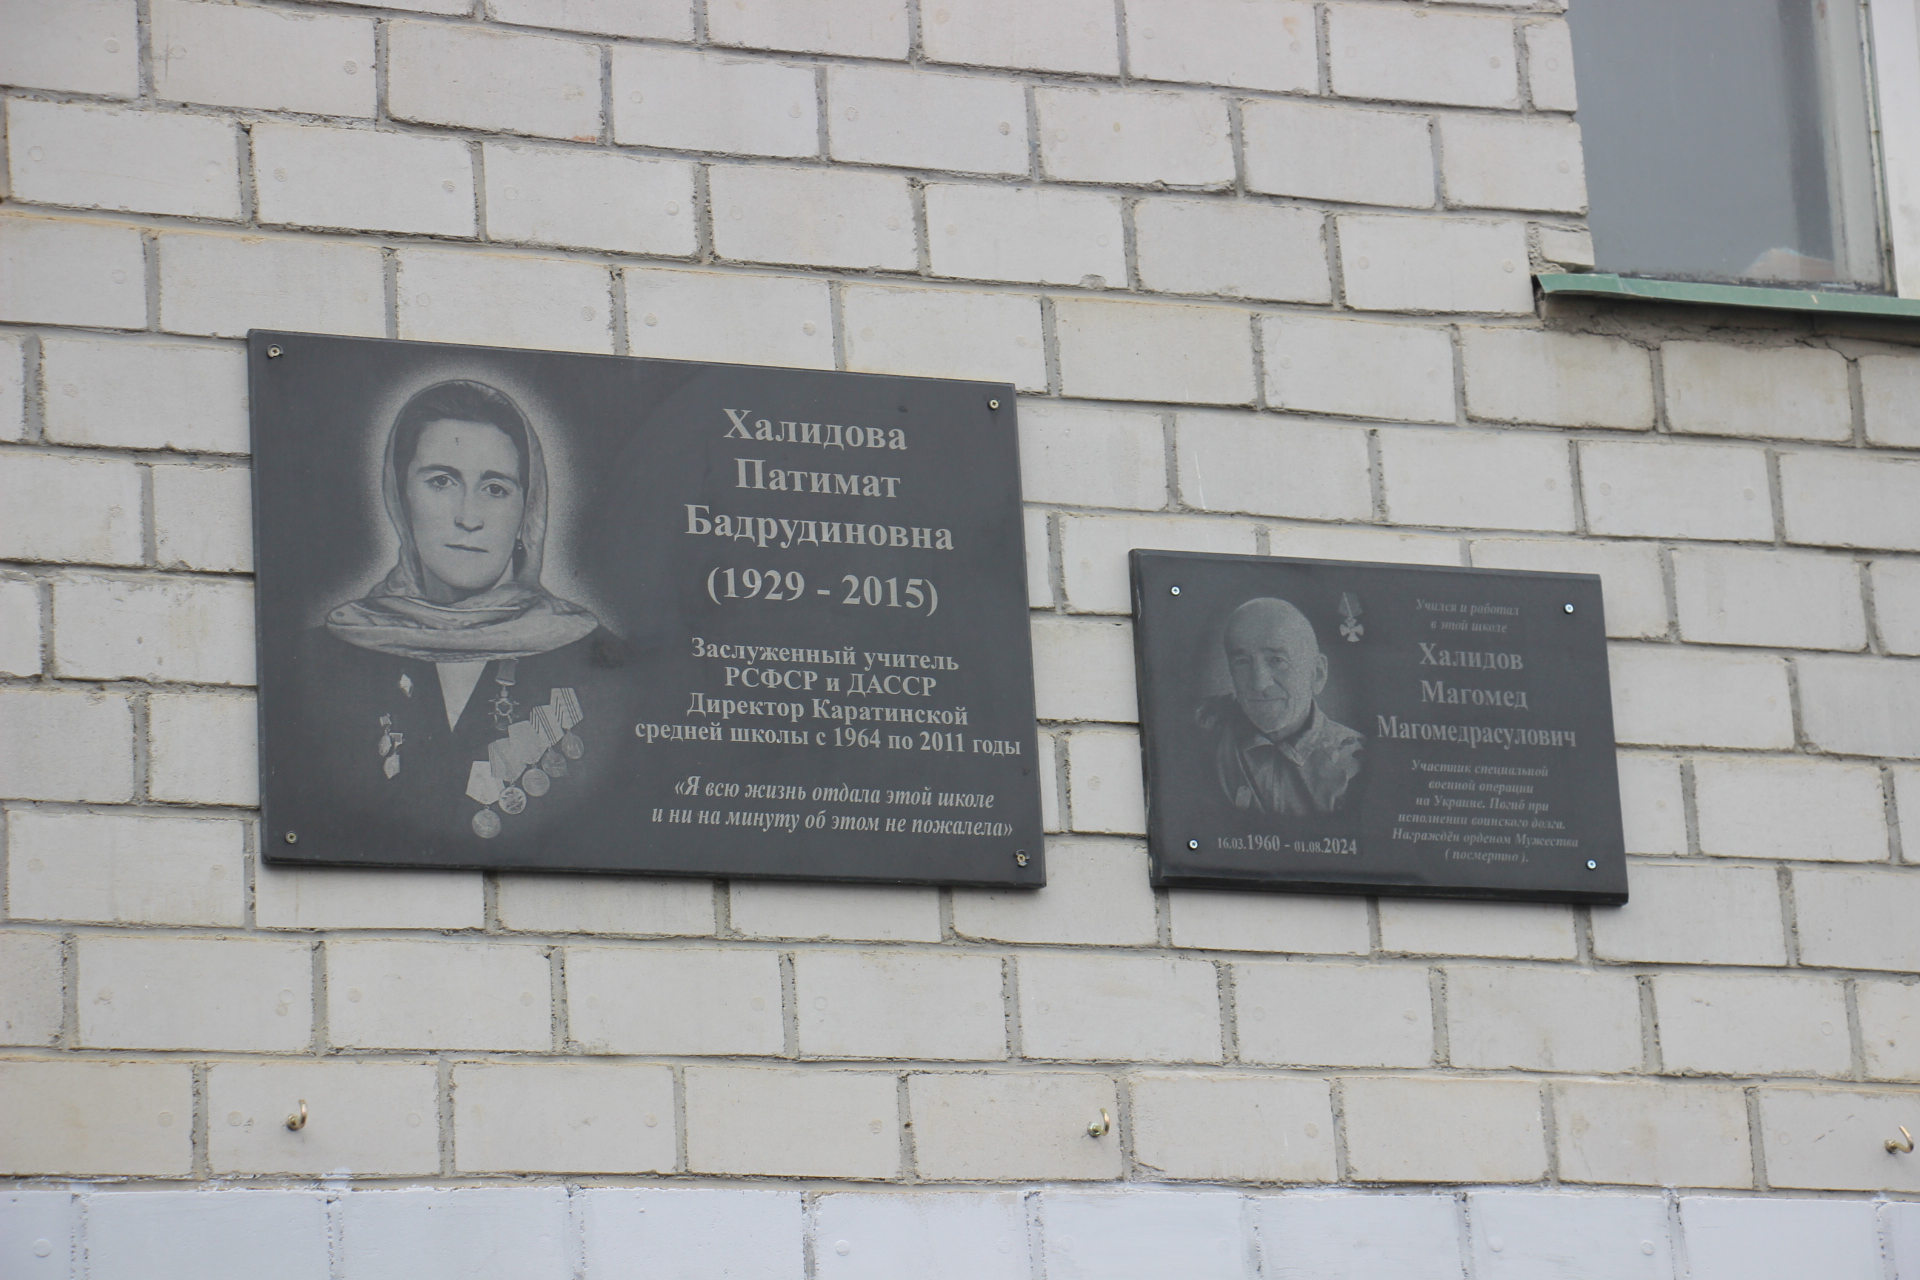 Халидова
Патимат
Бадрудиновна
(1929 - 2015)
Заслуженный учитель
РСФСР и ДАССР
Директор Каратинской
средней школы с 1964 по 2011 годы
«Я всю жизнь отдала этой школе
и ни на минуту об этом не пожалела»
Учился и работал
в этой школе
Халидов
Магомед
Магомедрасулович
Участник специальной
военной операции
на Украине. Погиб при
исполнении воинского долга.
Награждён орденом Мужества
( посмертно ).
16.03.1960 - 01.08.2024